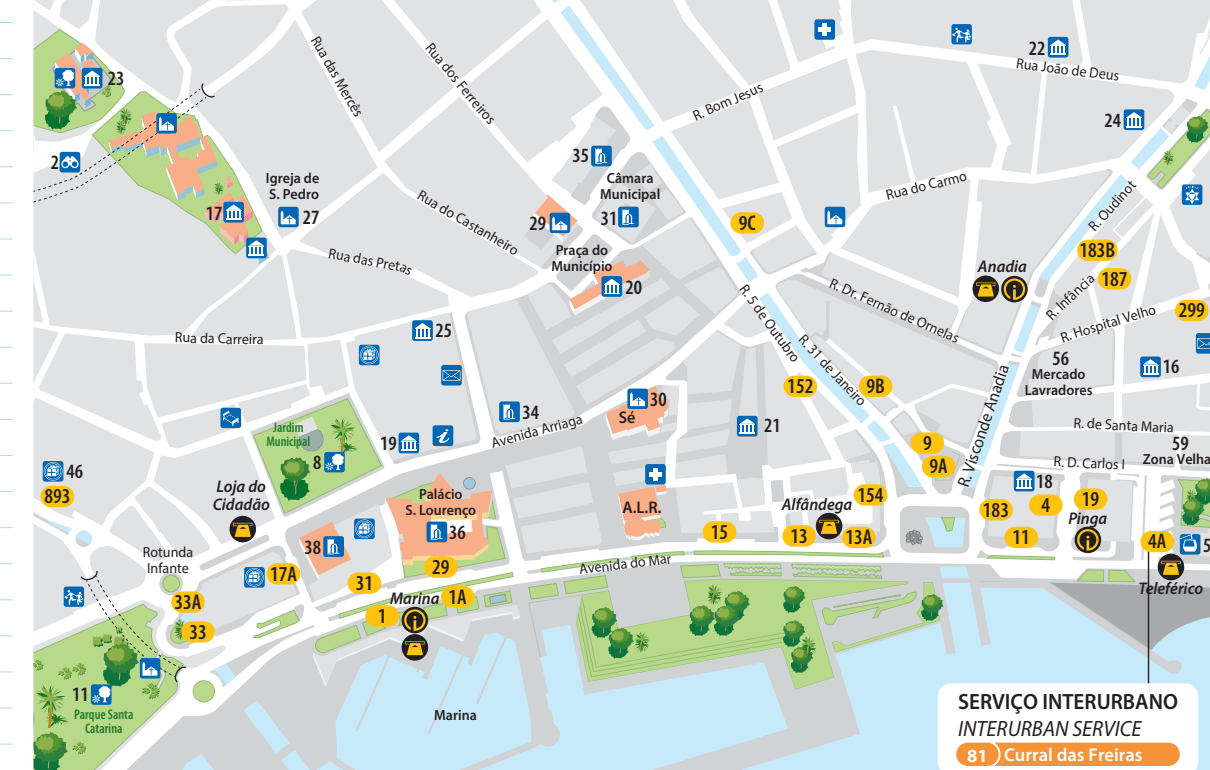 22
Rua João de Deus
23
R. Bom Jesus
24
Rua das Mercês
Rua dos Ferreiros
2
35
Câmara
Municipal
31
Igreja de
S. Pedro
27
17
Rua do Castanheiro
29
Praça do
Município
20
9C
Rua do Carmo
R. Oudinot
183B
187
Anadia
R. Infância
Rua das Pretas
R. 5 de Outubro
R. Dr. Fernão de Ornelas
R. Hospital Velho
299
Rua da Carreira
25
R. 31 de Janeiro
56
Mercado
Lavradores
16
152
9B
R. Visconde Anadia
34
30
Sé
Avenida Arriaga
21
R. de Santa Maria
59
Zona Velha
Jardim
Municipal
8
19
9
9A
R. D. Carlos I
46
893
Loja do
Cidadão
Palácio
S. Lourenço
36
A.L.R.
Alfândega
154
18
183
4
19
Pinga
11
38
15
13
13A
4A
5
Teleférico
Rotunda
Infante
17A
31
29
Avenida do Mar
33A
33
1
Marina
1A
11
Parque Santa
Catarina
Marina
SERVIÇO INTERURBANO
INTERURBAN SERVICE
81 Curral das Freiras